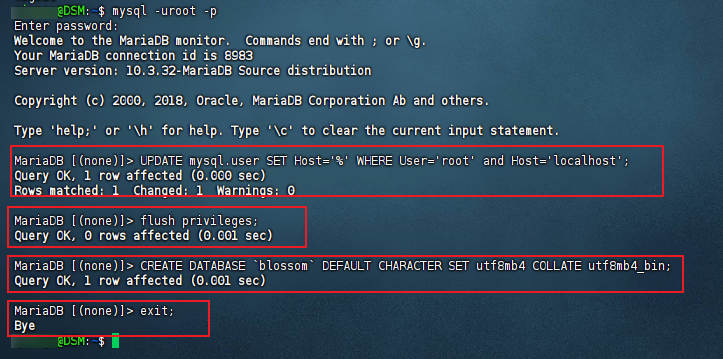 @DSM:~$ mysql -uroot -p
Enter password:
Welcome to the MariaDB monitor.  Commands end with ; or \g.
Your MariaDB connection id is 8983
Server version: 10.3.32-MariaDB Source distribution
Copyright (c) 2000, 2018, Oracle, MariaDB Corporation Ab and others.
Type 'help;' or '\h' for help. Type '\c' to clear the current input statement.
MariaDB [(none)]> UPDATE mysql.user SET Host='%' WHERE User='root' and Host='localhost';
Query OK, 1 row affected (0.000 sec)
Rows matched: 1  Changed: 1  Warnings: 0
MariaDB [(none)]> flush privileges;
Query OK, 0 rows affected (0.001 sec)
MariaDB [(none)]> CREATE DATABASE `blossom` DEFAULT CHARACTER SET utf8mb4 COLLATE utf8mb4_bin;
Query OK, 1 row affected (0.001 sec)
MariaDB [(none)]> exit;
Bye
@DSM:~$